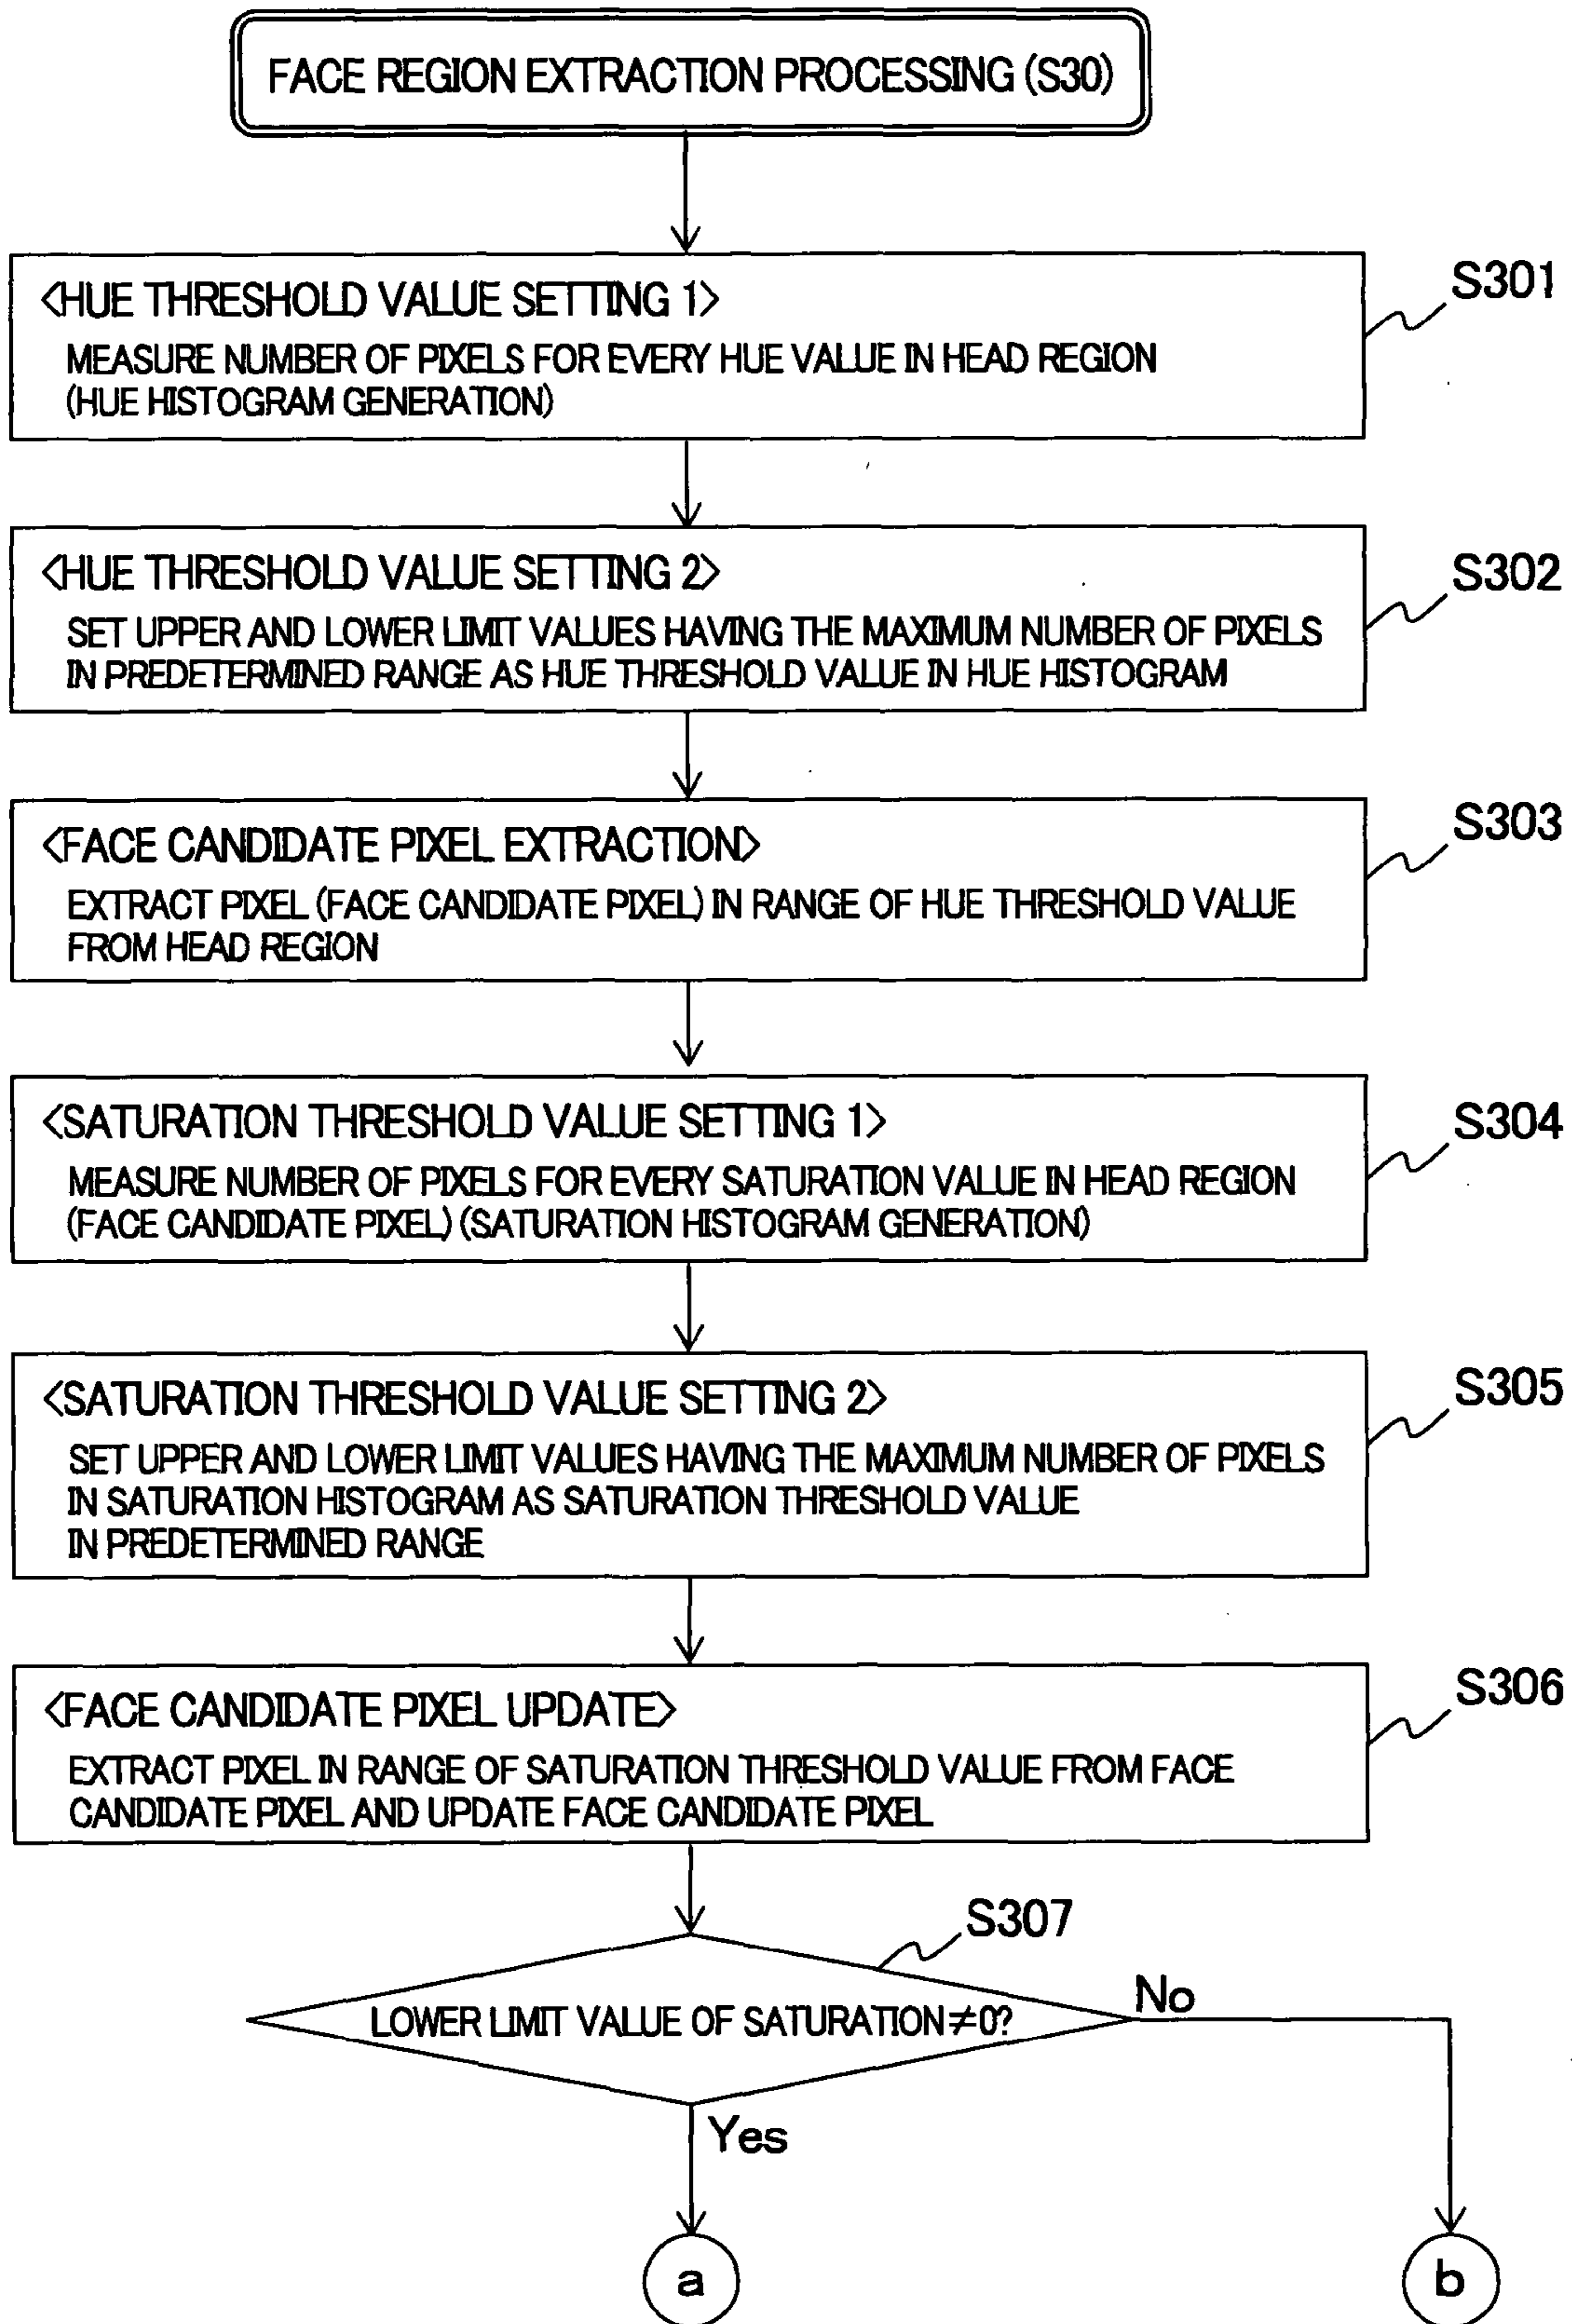 FACE REGION EXTRACTION PROCESSING (S30)
<HUE THRESHOLD VALUE SETTING 1>
S301
MEASURE NUMBER OF PIXELS FOR EVERY HUE VALUE IN HEAD REGION
(HUE HISTOGRAM GENERATION)
<HUE THRESHOLD VALUE SETTING 2>
S302
SET UPPER AND LOWER LIMIT VALUES HAVING THE MAXIMUM NUMBER OF PIXELS
IN PREDETERMINED RANGE AS HUE THRESHOLD VALUE IN HUE HISTOGRAM
<FACE CANDIDATE PIXEL EXTRACTION>
S303
EXTRACT PIXEL (FACE CANDIDATE PIXEL) IN RANGE OF HUE THRESHOLD VALUE
FROM HEAD REGION
<SATURATION THRESHOLD VALUE SETTING 1>
S304
MEASURE NUMBER OF PIXELS FOR EVERY SATURATION VALUE IN HEAD REGION
(FACE CANDIDATE PIXEL) (SATURATION HISTOGRAM GENERATION)
<SATURATION THRESHOLD VALUE SETTING 2>
S305
SET UPPER AND LOWER LIMIT VALUES HAVING THE MAXIMUM NUMBER OF PIXELS
IN SATURATION HISTOGRAM AS SATURATION THRESHOLD VALUE
IN PREDETERMINED RANGE
<FACE CANDIDATE PIXEL UPDATE>
S306
EXTRACT PIXEL IN RANGE OF SATURATION THRESHOLD VALUE FROM FACE
CANDIDATE PIXEL AND UPDATE FACE CANDIDATE PIXEL
S307
LOWER LIMIT VALUE OF SATURATION≠0?
No
Yes
a
b